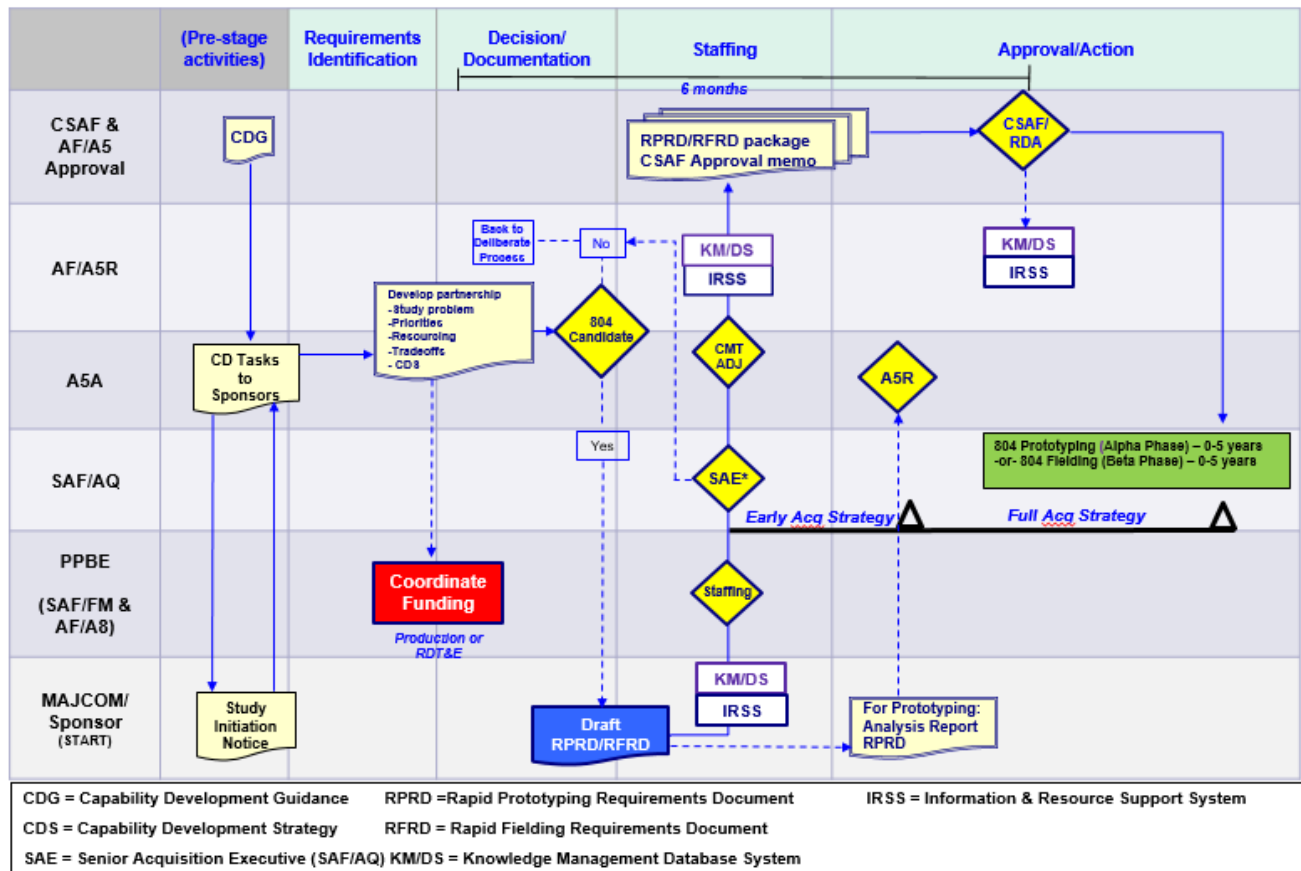 (Pre-stage
activities)
Requirements
Identification
Decision/
Documentation
Staffing
Approval/Action
6 months
CSAF &
AF/A5
Approval
CDG
RPRD/RFRD package
CSAF Approval memo
CSAF/
RDA
AF/A5R
Back to
Deliberate
Process
No
KM/DS
IRSS
KM/DS
IRSS
Develop partnership
-Study problem
-Priorities
-Resourcing
-Tradeoffs
- CDS
804
Candidate
CMT
ADJ
A5A
CD Tasks
to
Sponsors
A5R
SAF/AQ
Yes
SAE*
804 Prototyping (Alpha Phase) – 0-5 years
-or- 804 Fielding (Beta Phase) – 0-5 years
Early Acq Strategy
Full Acq Strategy
PPBE
(SAF/FM &
AF/A8)
Coordinate
Funding
Production or
RDT&E
Staffing
MAJCOM/
Sponsor
(START)
Study
Initiation
Notice
Draft
RPRD/RFRD
KM/DS
IRSS
For Prototyping:
Analysis Report
RPRD
CDG = Capability Development Guidance RPRD =Rapid Prototyping Requirements Document IRSS = Information & Resource Support System
CDS = Capability Development Strategy RFRD = Rapid Fielding Requirements Document
SAE = Senior Acquisition Executive (SAF/AQ) KM/DS = Knowledge Management Database System